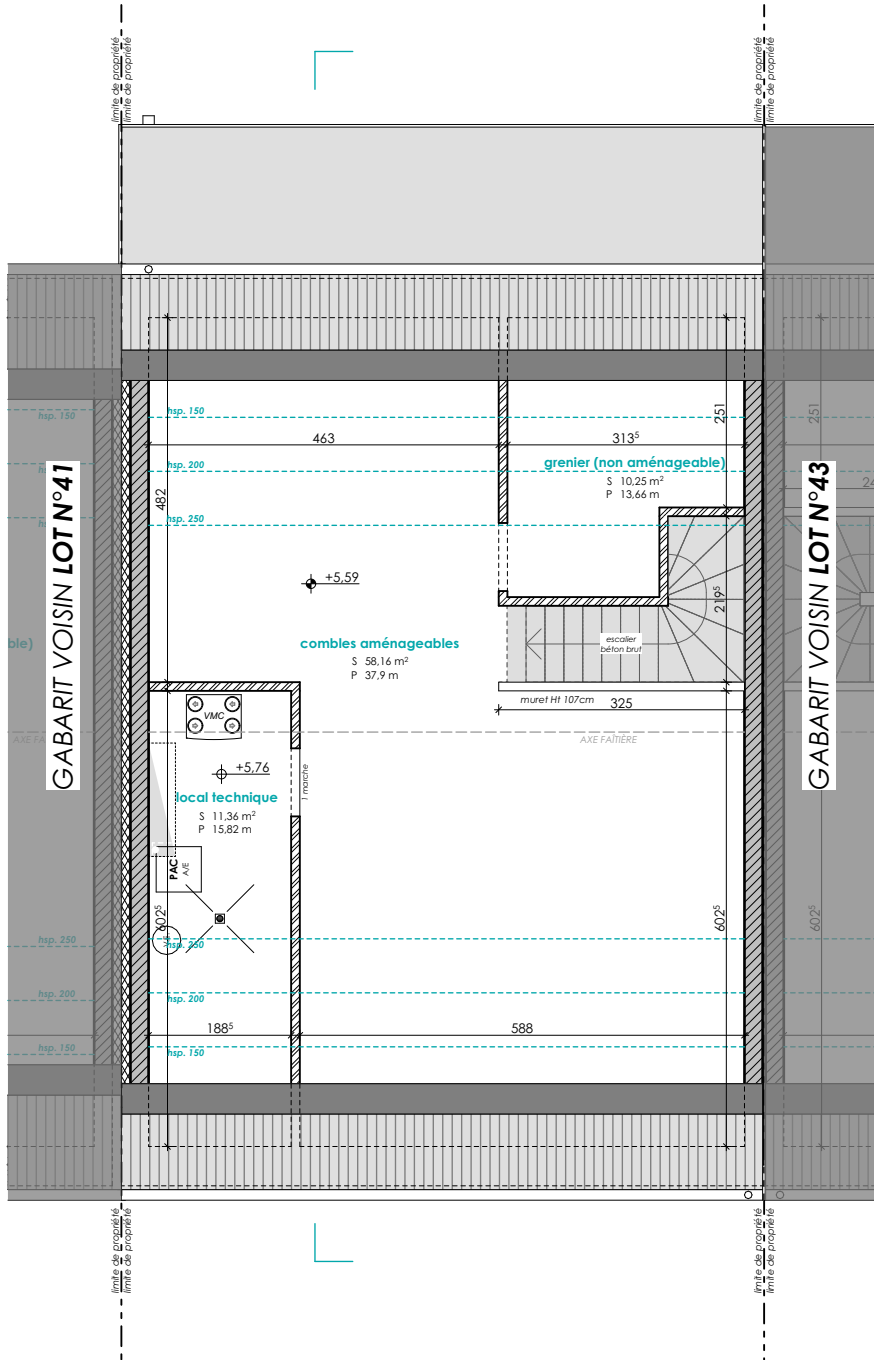 limite de propriété
limite de propriété
limite de propriété
limite de propriété
hsp. 150
hsp. 150
251
251
463
313⁵
hsp. 200
grenier (non aménageable)
S 10,25 m²
P 13,66 m
24
482
hsp. 250
GABARIT VOISIN LOT N°41
GABARIT VOISIN LOT N°43
+5,59
219⁵
ble)
combles aménageables
S 58,16 m²
P 37,9 m
escalier
béton brut
muret Ht 107cm
325
VMC
AXE FA
AXE FAÎTIÈRE
+5,76
1 marche
local technique
S 11,36 m²
P 15,82 m
PAC
A/E
602⁵
602⁵
602⁵
hsp. 250
hsp. 250
hsp. 200
hsp. 200
188⁵
588
hsp. 150
hsp. 150
limite de propriété
limite de propriété
limite de propriété
limite de propriété